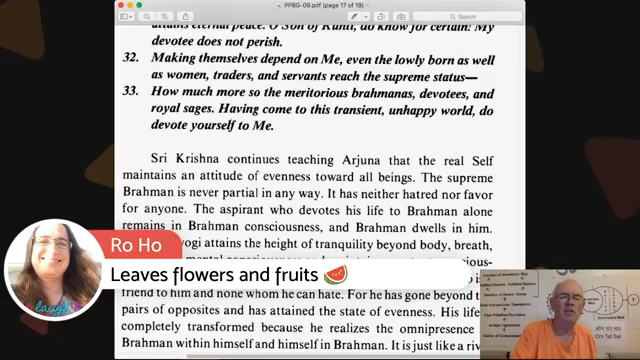 PPBG-09.pdf (page 17 of 19)
Search
attains eternal peace. O Son of Kunti, do know for certain: My
devotee does not perish.
32. Making themselves depend on Me, even the lowly born as well
as women, traders, and servants reach the supreme status—
33. How much more so the meritorious brahmanas, devotees, and
royal sages. Having come to this transient, unhappy world, do
devote yourself to Me.
Sri Krishna continues teaching Arjuna that the real Self
maintains an attitude of evenness toward all beings. The supreme
Brahman is never partial in any way. It has neither hatred nor favor
for anyone. The aspirant who devotes his life to Brahman alone
remains in Brahman consciousness, and Brahman dwells in him.
yogi attains the height of tranquility beyond body, breath,
Ro Ho
Leaves flowers and fruits 🍉
friend to him and none whom he can hate. For he has gone beyond
pairs of opposites and has attained the state of evenness. His life
completely transformed because he realizes the omnipresence
Brahman within himself and himself in Brahman. It is just like a
laugh
Om Tat Sat